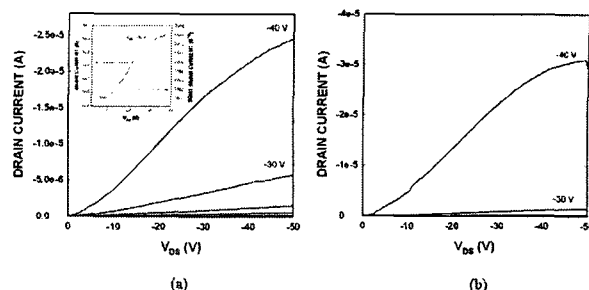 -2.5e-5
-2.0e-5
-1.5e-5
-1.0e-5
-5.0e-6
0.0
DRAIN CURRENT (A)
-40 V
-30 V
0
-10
-20
-30
-40
-50
V_DS (V)
(a)
-4e-5
-3e-5
-2e-5
-1e-5
0
DRAIN CURRENT (A)
-40 V
-30 V
0
-10
-20
-30
-40
-50
V_DS (V)
(b)